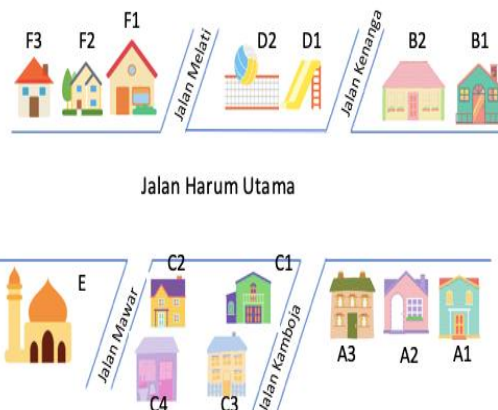 F3 F2 F1 D2 D1 B2 B1
Jalan Melati
Jalan Kenanga
Jalan Harum Utama
E C2 C1
Jalan Mawar
Jalan Kamboja
C4 C3 A3 A2 A1